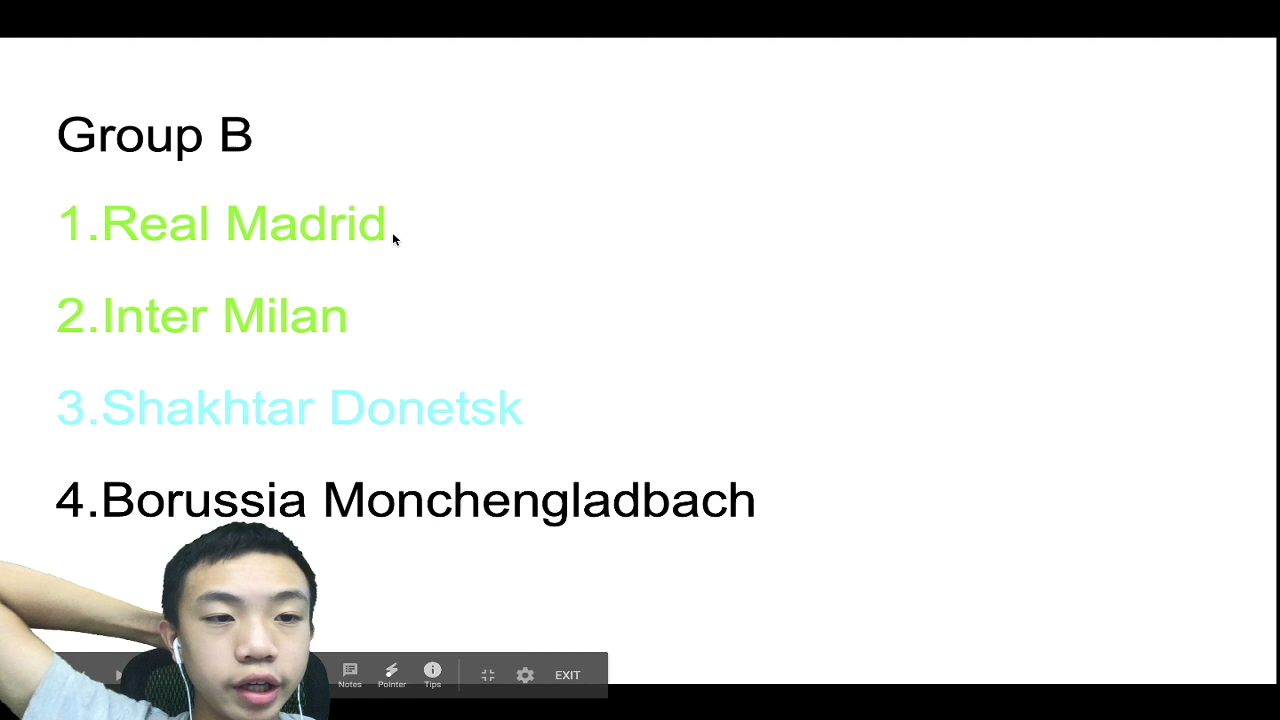 Group B
1.Real Madrid
2.Inter Milan
3.Shakhtar Donetsk
4.Borussia Monchengladbach
Notes Pointer Tips EXIT